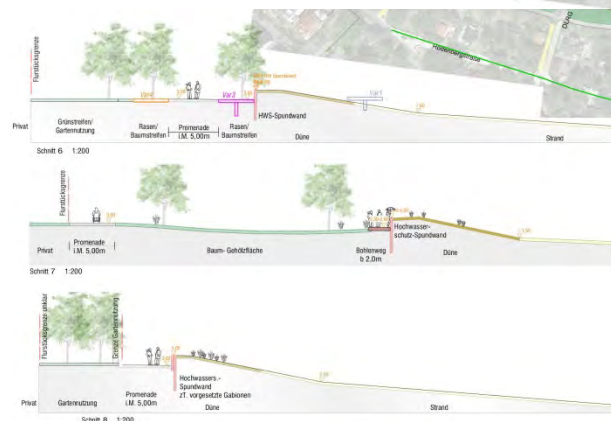 DÜRG
Flurstücksgrenze
Var.4
Var.3
Var.1
HWS-Spundwand
Privat
Grünstreifen/
Gartennutzung
Rasen/
Baumstreifen
Promenade
i.M. 5,00m
Rasen/
Baumstreifen
Düne
Strand
Schnitt 6 1:200
Flurstücksgrenze
Privat
Promenade
i.M. 5,00m
Baum- Gehölzfläche
Bohlenweg
b 2,0m
Hochwasser-
schutz-Spundwand
Düne
Schnitt 7 1:200
Flurstücksgrenze unklar
Grenze Gartennutzung
Hochwassers.-
Spundwand
zT. vorgesetzte Gabionen
Privat
Gartennutzung
Promenade
i.M. 5,00m
Düne
Strand
Schnitt 8 1:200